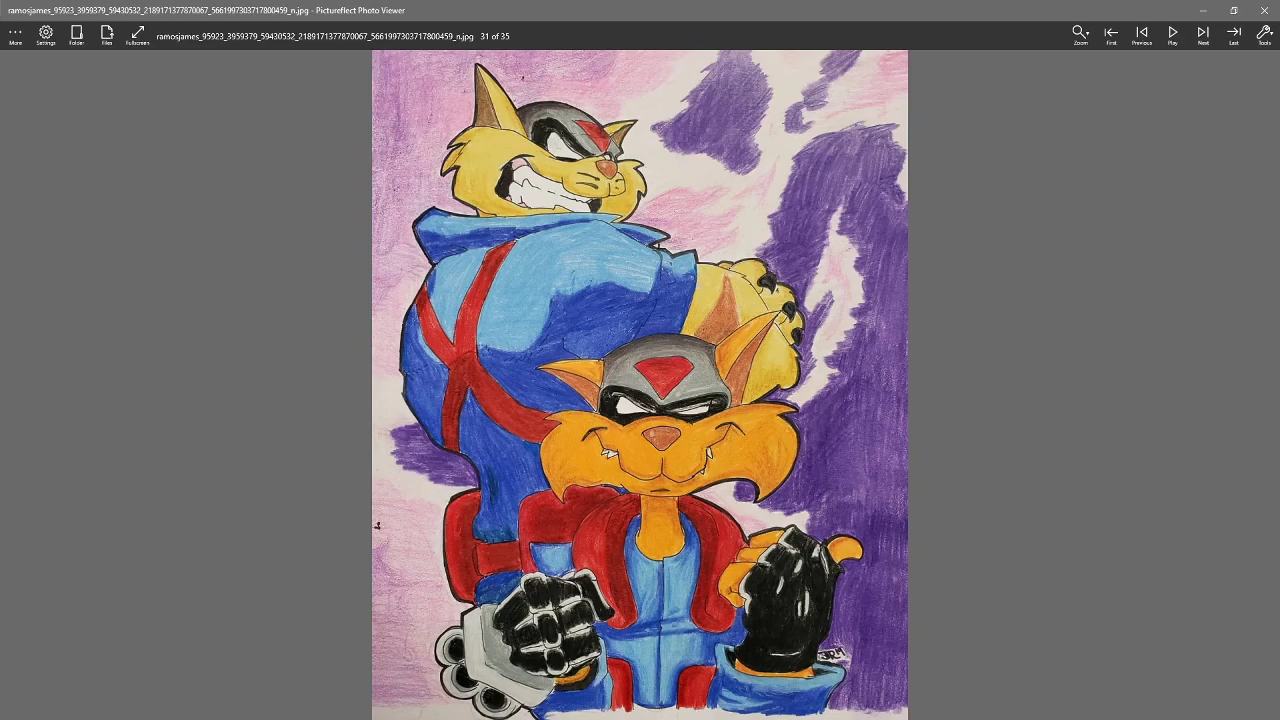 ramosjames_95923_3959379_59430532_2189171377870067_5661997303717800459_n.jpg - Pictureflect Photo Viewer
More
Settings
Folder
Files
Fullscreen
ramosjames_95923_3959379_59430532_2189171377870067_5661997303717800459_n.jpg 31 of 35
Zoom
First
Previous
Play
Next
Last
Tools